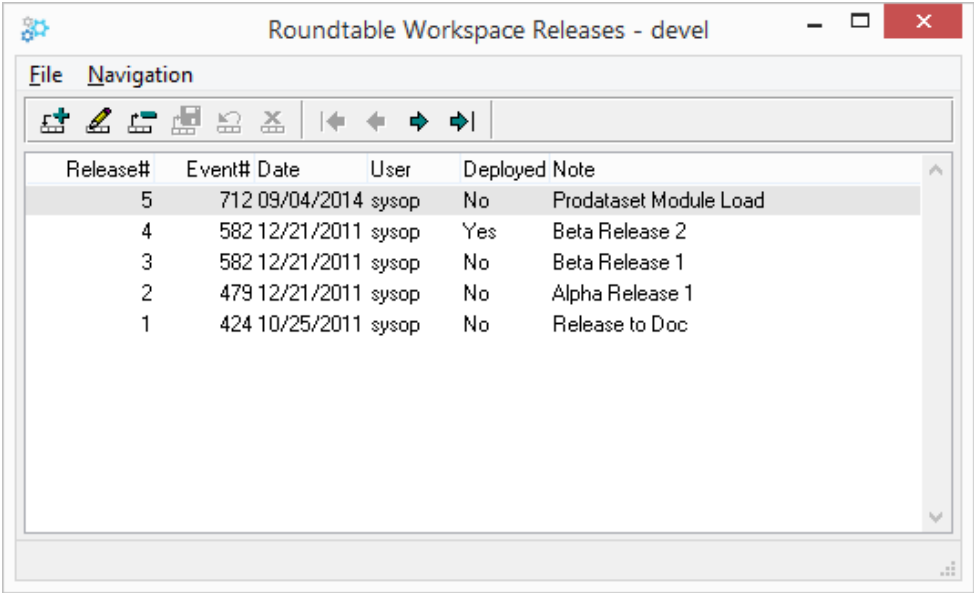 Roundtable Workspace Releases - devel
File Navigation
Release# Event# Date User Deployed Note
5 712 09/04/2014 sysop No Prodataset Module Load
4 582 12/21/2011 sysop Yes Beta Release 2
3 582 12/21/2011 sysop No Beta Release 1
2 479 12/21/2011 sysop No Alpha Release 1
1 424 10/25/2011 sysop No Release to Doc